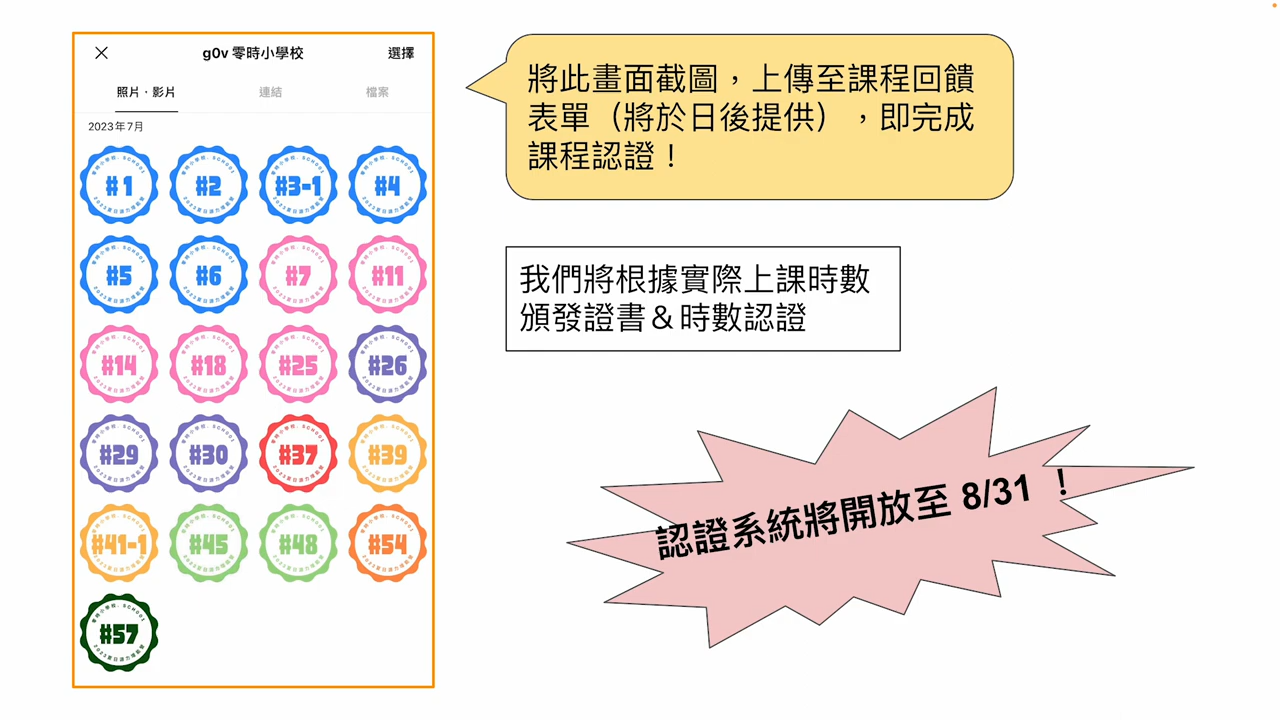 g0v 零時小學校
選擇
照片・影片
連結
檔案
2023年7月
#1
#2
#3-1
#4
#5
#6
#7
#11
#14
#18
#25
#26
#29
#30
#37
#39
#41-1
#45
#48
#54
#57
將此畫面截圖，上傳至課程回饋
表單（將於日後提供），即完成
課程認證！
我們將根據實際上課時數
頒發證書＆時數認證
認證系統將開放至 8/31 ！